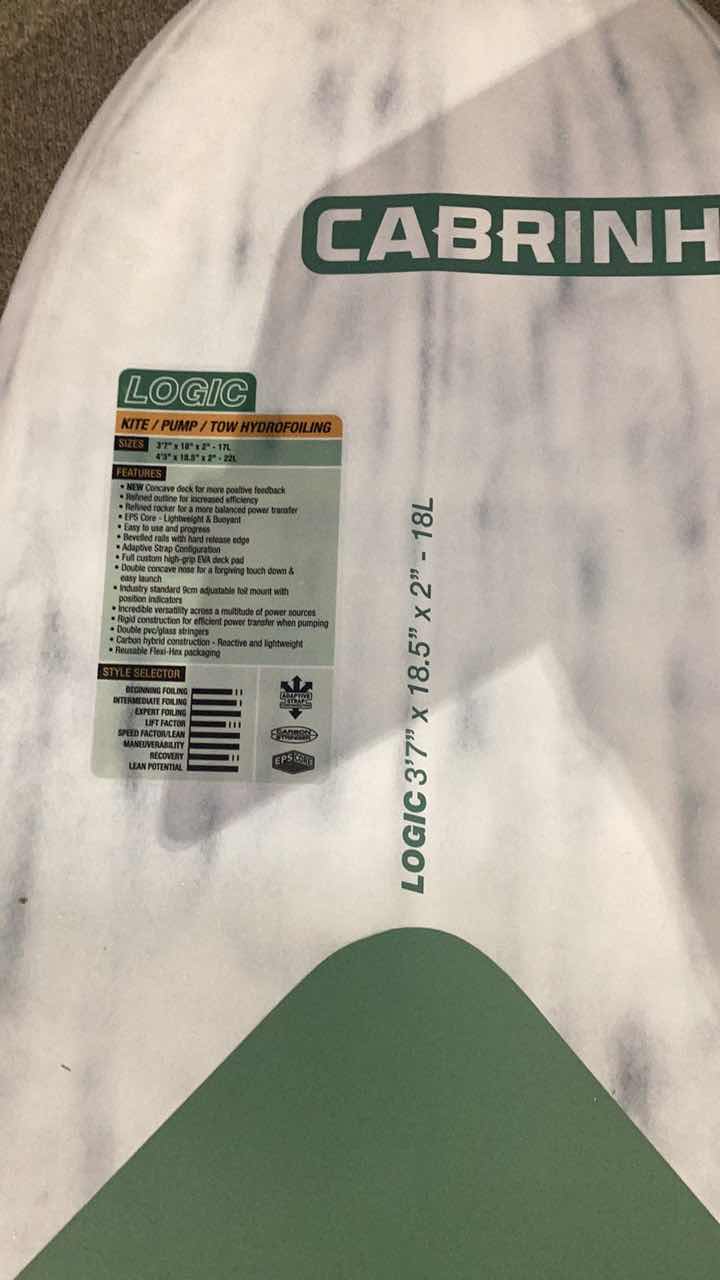 CABRINH
LOGIC
KITE / PUMP / TOW HYDROFOILING
SIZES 3'7" x 18" x 2" - 17L
4'3" x 18.5" x 2" - 22L
FEATURES
• NEW Concave deck for more positive feedback
• Refined outline for increased efficiency
• Refined rocker for a more balanced power transfer
• EPS Core - Lightweight & Buoyant
• Easy to use and progress
• Bevelled rails with hard release edge
• Adaptive Strap Configuration
• Full custom high-grip EVA deck pad
• Double concave nose for a forgiving touch down &
easy launch
• Industry standard 9cm adjustable foil mount with
position indicators
• Incredible versatility across a multitude of power sources
• Rigid construction for efficient power transfer when pumping
• Double pvc/glass stringers
• Carbon hybrid construction - Reactive and lightweight
• Reusable Flexi-Hex packaging
STYLE SELECTOR
BEGINNING FOILING
INTERMEDIATE FOILING
EXPERT FOILING
LIFT FACTOR
SPEED FACTOR/LEAN
MANEUVERABILITY
RECOVERY
LEAN POTENTIAL
ADAPTIVE
STRAP
CARBON
STRINGER
EPS CORE
LOGIC 3'7" x 18.5" x 2" - 18L